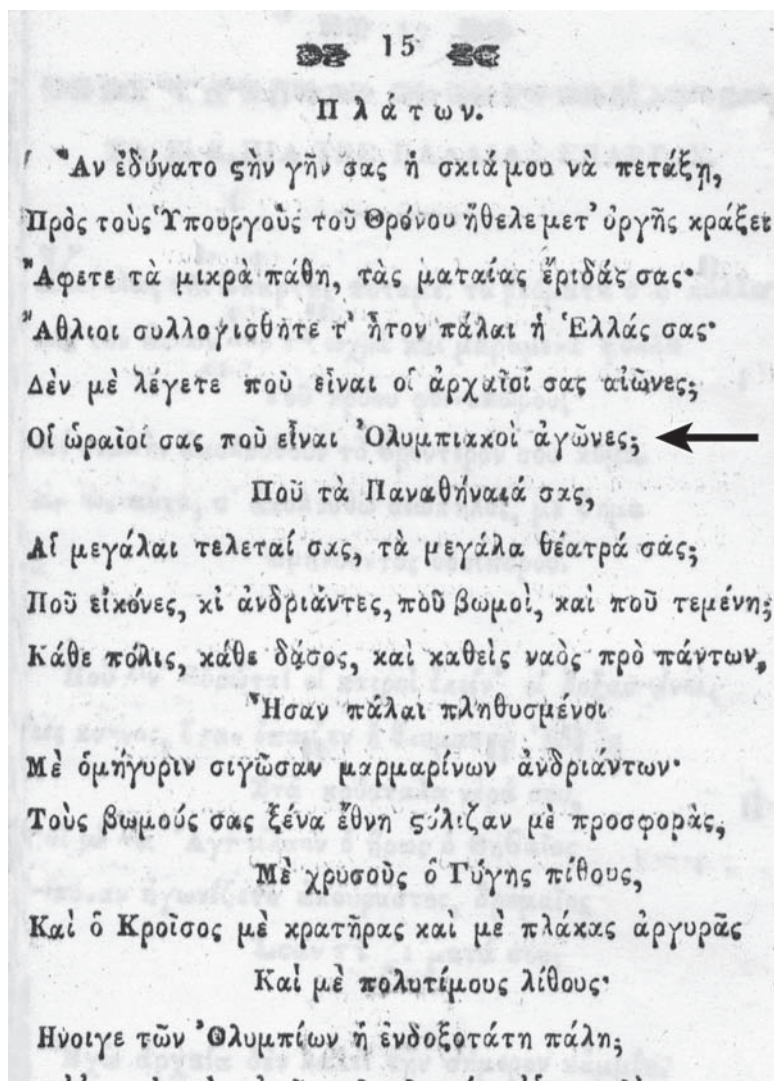 15
Πλάτων.
Ἂν ἐδύνατο ϛὴν γῆν σας ἡ σκιάμου νὰ πετάξῃ,
Πρὸς τοὺς Ὑπουργοὺς τοῦ Θρόνου ἤθελε μετ' ὀργῆς κράξει
Ἄφετε τὰ μικρὰ πάθη, τὰς ματαίας ἔριδάς σας·
Ἄθλιοι συλλογισθῆτε τ' ἦτον πάλαι ἡ Ἑλλάς σας·
Δὲν μὲ λέγετε ποῦ εἶναι οἱ ἀρχαῖοί σας αἰῶνες;
Οἱ ὡραῖοί σας ποῦ εἶναι Ὀλυμπιακοὶ ἀγῶνες;
Ποῦ τὰ Παναθήναιά σας,
Αἱ μεγάλαι τελεταί σας, τὰ μεγάλα θέατρά σας;
Ποῦ εἰκόνες, κι ἀνδριάντες, ποῦ βωμοὶ, καὶ ποῦ τεμένη;
Κάθε πόλις, κάθε δάσος, καὶ καθεὶς ναὸς πρὸ πάντων,
Ἦσαν πάλαι πληθυσμένοι
Μὲ ὁμήγυριν σιγῶσαν μαρμαρίνων ἀνδριάντων·
Τοὺς βωμούς σας ξένα ἔθνη ϛόλιζαν μὲ προσφορὰς,
Μὲ χρυσοὺς ὁ Γύγης πίθους,
Καὶ ὁ Κροῖσος μὲ κρατῆρας καὶ μὲ πλάκας ἀργυρᾶς
Καὶ μὲ πολυτίμους λίθους·
Ἤνοιγε τῶν Ὀλυμπίων ἡ ἐνδοξοτάτη πάλη;